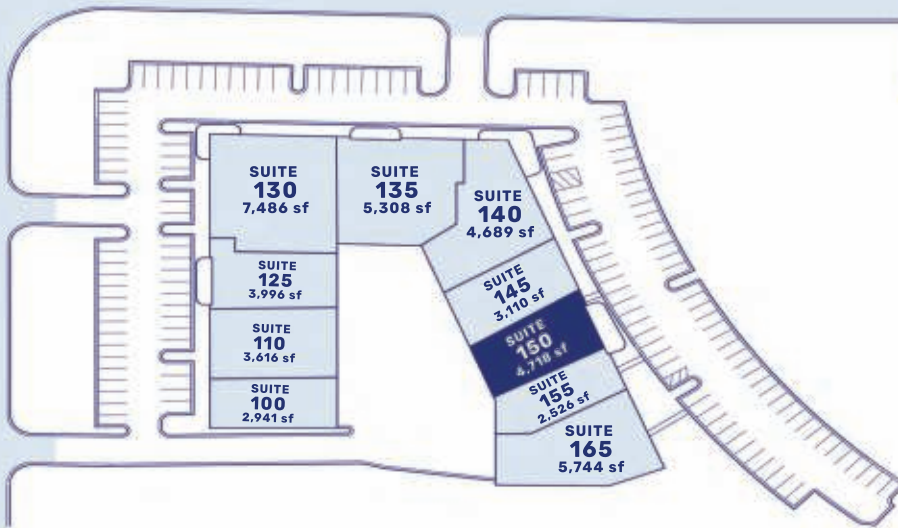 SUITE
130
7,486 sf
SUITE
135
5,308 sf
SUITE
140
4,689 sf
SUITE
125
3,996 sf
SUITE
145
3,110 sf
SUITE
110
3,616 sf
SUITE
150
4,718 sf
SUITE
100
2,941 sf
SUITE
155
2,526 sf
SUITE
165
5,744 sf